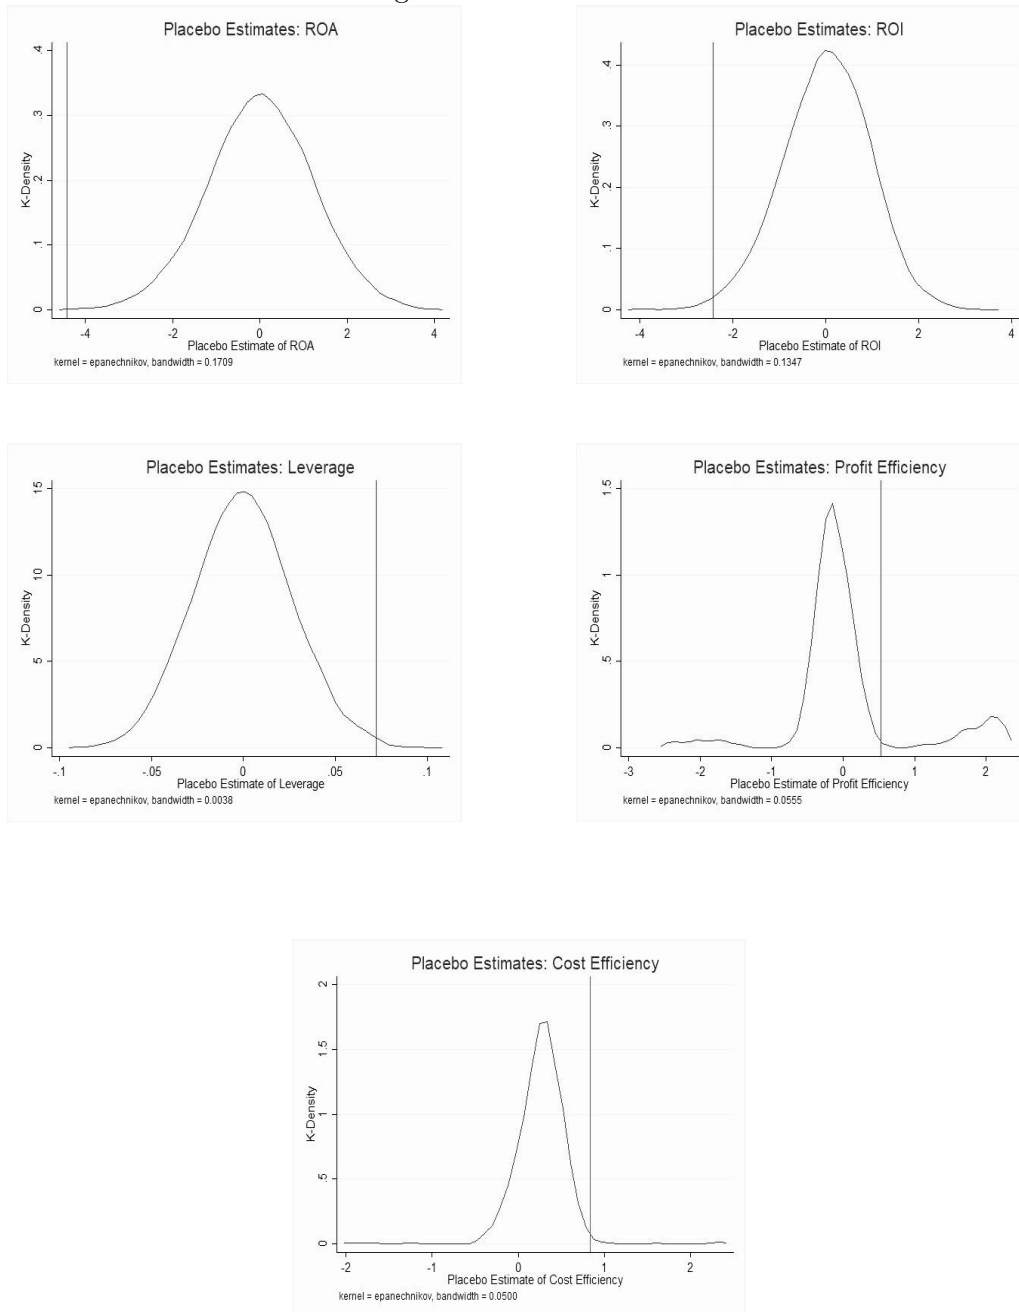 Placebo Estimates: ROA
K-Density
0 .1 .2 .3 .4
-4 -2 0 2 4
Placebo Estimate of ROA
kernel = epanechnikov, bandwidth = 0.1709
Placebo Estimates: ROI
K-Density
0 .1 .2 .3 .4
-4 -2 0 2 4
Placebo Estimate of ROI
kernel = epanechnikov, bandwidth = 0.1347
Placebo Estimates: Leverage
K-Density
0 5 10 15
-.1 -.05 0 .05 .1
Placebo Estimate of Leverage
kernel = epanechnikov, bandwidth = 0.0038
Placebo Estimates: Profit Efficiency
K-Density
0 .5 1 1.5
-3 -2 -1 0 1 2
Placebo Estimate of Profit Efficiency
kernel = epanechnikov, bandwidth = 0.0555
Placebo Estimates: Cost Efficiency
K-Density
0 .5 1 1.5 2
-2 -1 0 1 2
Placebo Estimate of Cost Efficiency
kernel = epanechnikov, bandwidth = 0.0500